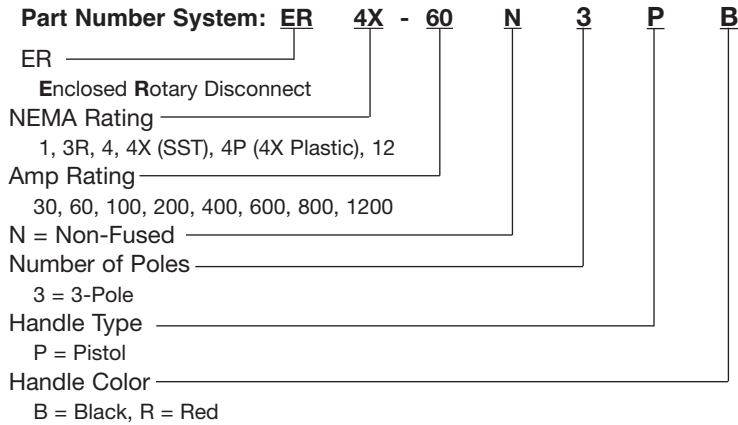 Part Number System: ER 4X - 60 N 3 P B
ER
Enclosed Rotary Disconnect
NEMA Rating
1, 3R, 4, 4X (SST), 4P (4X Plastic), 12
Amp Rating
30, 60, 100, 200, 400, 600, 800, 1200
N = Non-Fused
Number of Poles
3 = 3-Pole
Handle Type
P = Pistol
Handle Color
B = Black, R = Red